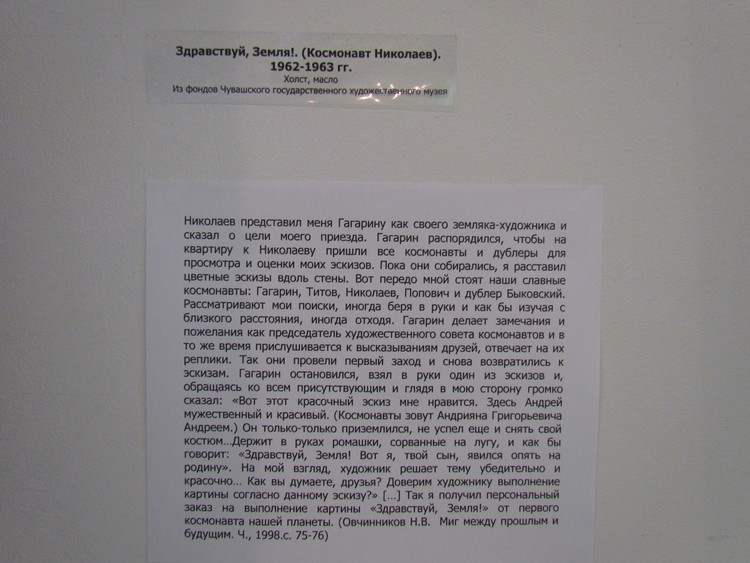 Здравствуй, Земля!. (Космонавт Николаев).
1962-1963 гг.
Холст, масло
Из фондов Чувашского государственного художественного музея
Николаев представил меня Гагарину как своего земляка-художника и
сказал о цели моего приезда. Гагарин распорядился, чтобы на
квартиру к Николаеву пришли все космонавты и дублеры для
просмотра и оценки моих эскизов. Пока они собирались, я расставил
цветные эскизы вдоль стены. Вот передо мной стоят наши славные
космонавты: Гагарин, Титов, Николаев, Попович и дублер Быковский.
Рассматривают мои поиски, иногда беря в руки и как бы изучая с
близкого расстояния, иногда отходя. Гагарин делает замечания и
пожелания как председатель художественного совета космонавтов и в
то же время прислушивается к высказываниям друзей, отвечает на их
реплики. Так они провели первый заход и снова возвратились к
эскизам. Гагарин остановился, взял в руки один из эскизов и,
обращаясь ко всем присутствующим и глядя в мою сторону громко
сказал: «Вот этот красочный эскиз мне нравится. Здесь Андрей
мужественный и красивый. (Космонавты зовут Андрияна Григорьевича
Андреем.) Он только-только приземлился, не успел еще и снять свой
костюм…Держит в руках ромашки, сорванные на лугу, и как бы
говорит: «Здравствуй, Земля! Вот я, твой сын, явился опять на
родину». На мой взгляд, художник решает тему убедительно и
красочно… Как вы думаете, друзья? Доверим художнику выполнение
картины согласно данному эскизу?» […] Так я получил персональный
заказ на выполнение картины «Здравствуй, Земля!» от первого
космонавта нашей планеты. (Овчинников Н.В. Миг между прошлым и
будущим. Ч., 1998.с. 75-76)